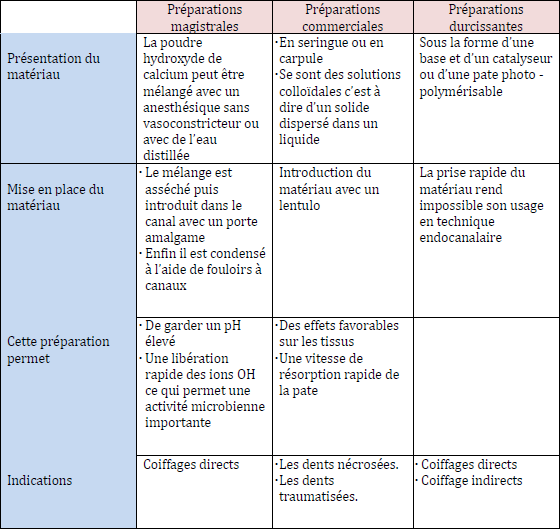 Préparations
magistrales
Préparations
commerciales
Préparations
durcissantes
Présentation du
matériau
La poudre
hydroxyde de
calcium peut être
mélangé avec un
anesthésique sans
vasoconstricteur ou
avec de l'eau
distillée
· En seringue ou en
carpule
· Se sont des solutions
colloïdales c'est à
dire d'un solide
dispersé dans un
liquide
Sous la forme d'une
base et d'un catalyseur
ou d'une pate photo -
polymérisable
Mise en place du
matériau
· Le mélange est
asséché puis
introduit dans le
canal avec un porte
amalgame
· Enfin il est condensé
à l'aide de fouloirs à
canaux
Introduction du
matériau avec un
lentulo
La prise rapide du
matériau rend
impossible son usage
en technique
endocanalaire
Cette préparation
permet
· De garder un pH
élevé
· Une libération
rapide des ions OH
ce qui permet une
activité microbienne
importante
· Des effets favorables
sur les tissus
· Une vitesse de
résorption rapide de
la pate
Indications
Coiffages directs
· Les dents nécrosées.
· Les dents
traumatisées.
· Coiffages directs
· Coiffage indirects